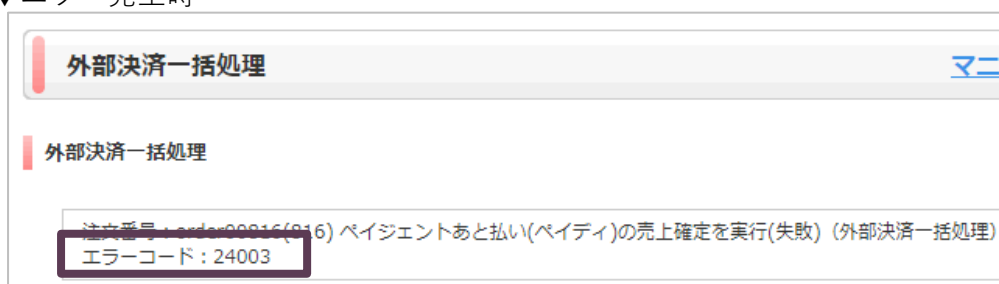 外部決済一括処理
マニ
外部決済一括処理
注文番号：order00816(816) ペイジェントあと払い(ペイディ)の売上確定を実行(失敗)（外部決済一括処理）
エラーコード：24003